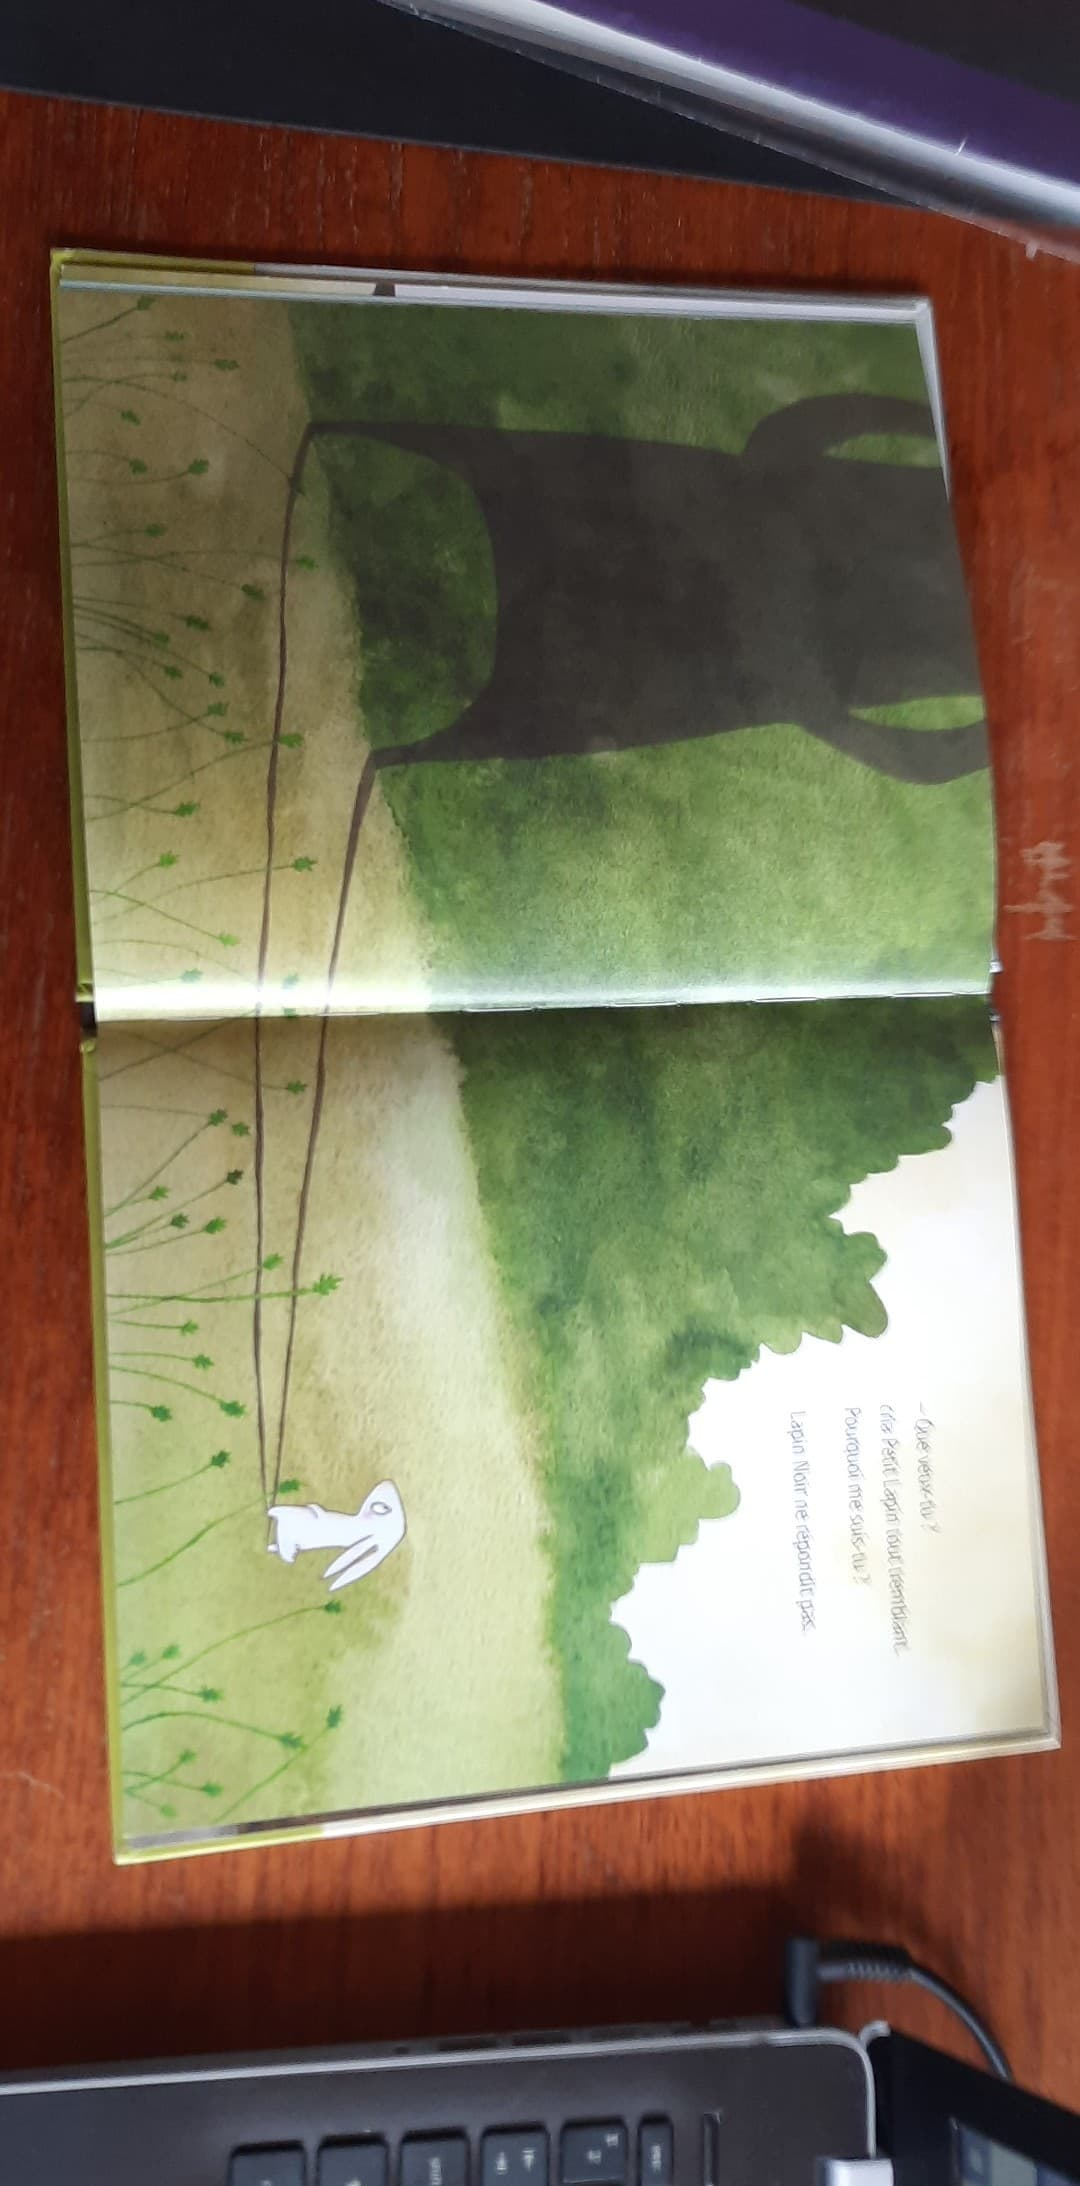 – Que veux-tu ?
cria Petit Lapin tout tremblant.
Pourquoi me suis-tu ?
Lapin Noir ne répondit pas.